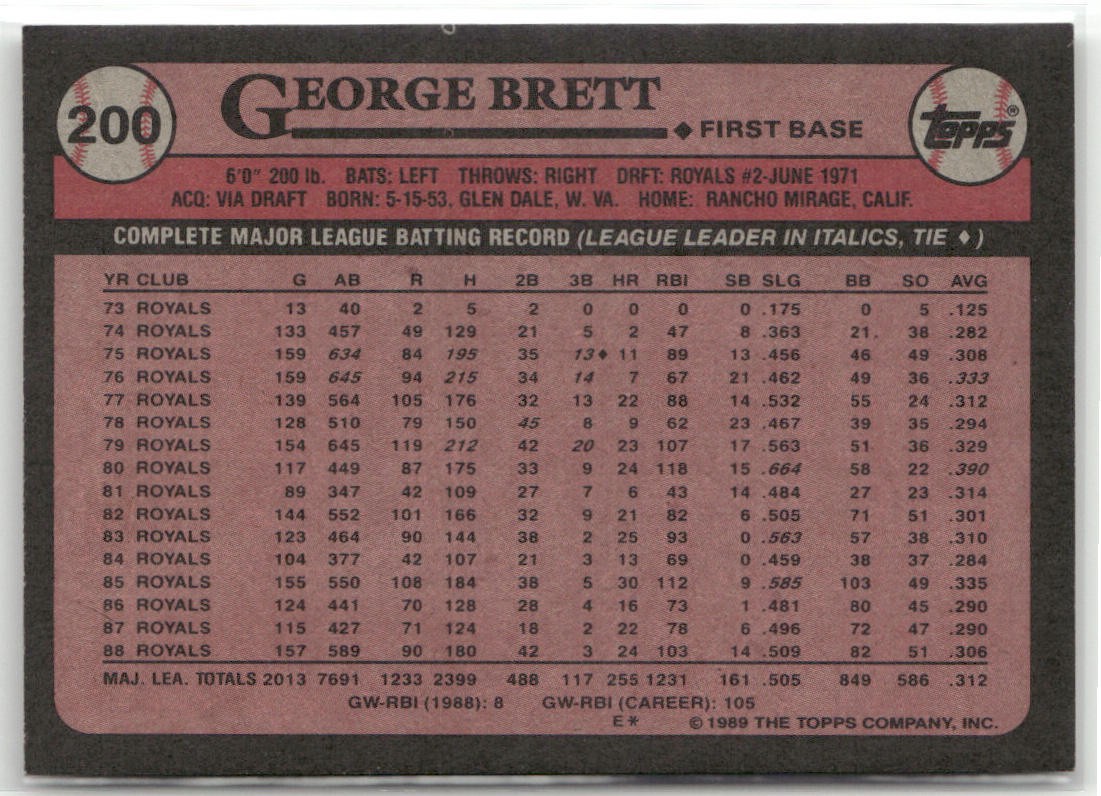 200 GEORGE BRETT ◆ FIRST BASE topps®
6'0" 200 lb. BATS: LEFT THROWS: RIGHT DRFT: ROYALS #2-JUNE 1971
ACQ: VIA DRAFT BORN: 5-15-53, GLEN DALE, W. VA. HOME: RANCHO MIRAGE, CALIF.
COMPLETE MAJOR LEAGUE BATTING RECORD (LEAGUE LEADER IN ITALICS, TIE ♦)
YR CLUB G AB R H 2B 3B HR RBI SB SLG BB SO AVG
73 ROYALS 13 40 2 5 2 0 0 0 0 .175 0 5 .125
74 ROYALS 133 457 49 129 21 5 2 47 8 .363 21 38 .282
75 ROYALS 159 634 84 195 35 13♦ 11 89 13 .456 46 49 .308
76 ROYALS 159 645 94 215 34 14 7 67 21 .462 49 36 .333
77 ROYALS 139 564 105 176 32 13 22 88 14 .532 55 24 .312
78 ROYALS 128 510 79 150 45 8 9 62 23 .467 39 35 .294
79 ROYALS 154 645 119 212 42 20 23 107 17 .563 51 36 .329
80 ROYALS 117 449 87 175 33 9 24 118 15 .664 58 22 .390
81 ROYALS 89 347 42 109 27 7 6 43 14 .484 27 23 .314
82 ROYALS 144 552 101 166 32 9 21 82 6 .505 71 51 .301
83 ROYALS 123 464 90 144 38 2 25 93 0 .563 57 38 .310
84 ROYALS 104 377 42 107 21 3 13 69 0 .459 38 37 .284
85 ROYALS 155 550 108 184 38 5 30 112 9 .585 103 49 .335
86 ROYALS 124 441 70 128 28 4 16 73 1 .481 80 45 .290
87 ROYALS 115 427 71 124 18 2 22 78 6 .496 72 47 .290
88 ROYALS 157 589 90 180 42 3 24 103 14 .509 82 51 .306
MAJ. LEA. TOTALS 2013 7691 1233 2399 488 117 255 1231 161 .505 849 586 .312
GW-RBI (1988): 8 GW-RBI (CAREER): 105
E* © 1989 THE TOPPS COMPANY, INC.